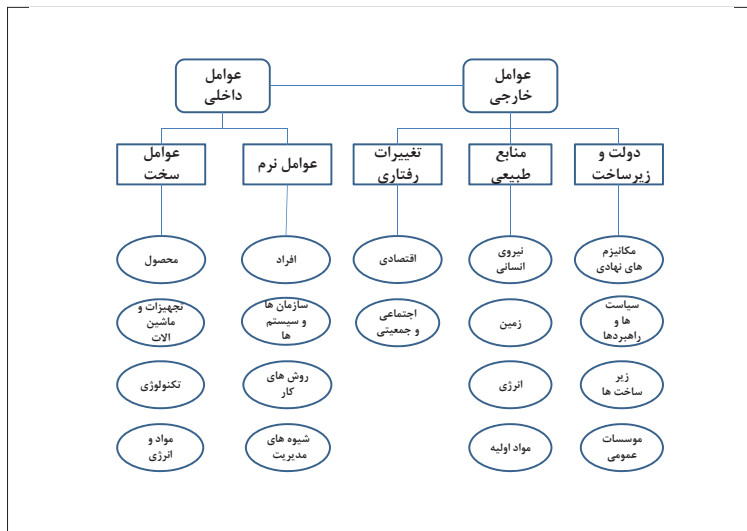 عوامل
خارجی
عوامل
داخلی
دولت و
زیرساخت
منابع
طبیعی
تغییرات
رفتاری
عوامل نرم
عوامل
سخت
مکانیزم
های نهادی
نیروی
انسانی
اقتصادی
افراد
محصول
سیاست
ها و
راهبردها
زمین
اجتماعی
و جمعیتی
سازمان ها
و سیستم
ها
تجهیزات و
ماشین
الات
زیر
ساخت ها
انرژی
روش های
کار
تکنولوژی
موسسات
عمومی
مواد اولیه
شیوه های
مدیریت
مواد و
انرژی